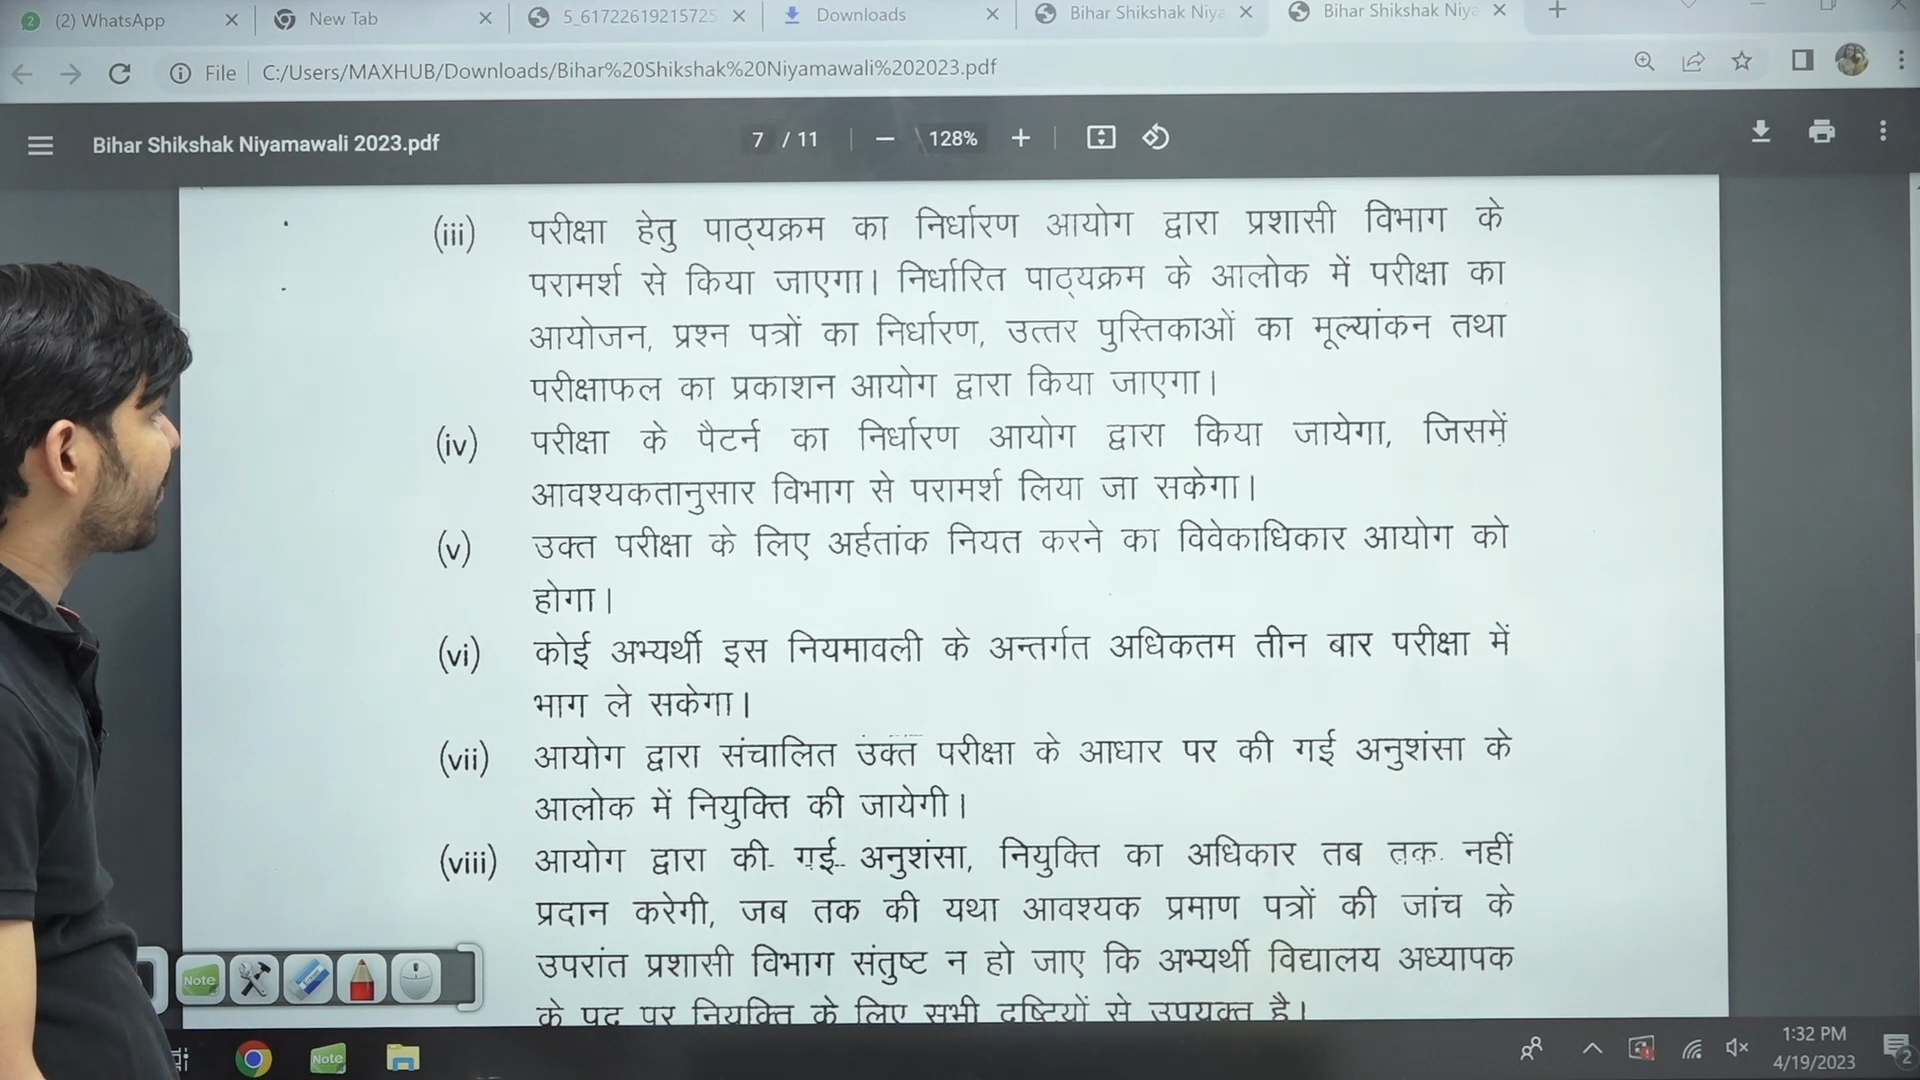 (2) WhatsApp
New Tab
5_61722619215725
Downloads
Bihar Shikshak Niya
Bihar Shikshak Niya
File
C:/Users/MAXHUB/Downloads/Bihar%20Shikshak%20Niyamawali%202023.pdf
Bihar Shikshak Niyamawali 2023.pdf
7 / 11
128%
(iii) परीक्षा हेतु पाठ्यक्रम का निर्धारण आयोग द्वारा प्रशासी विभाग के
परामर्श से किया जाएगा। निर्धारित पाठ्यक्रम के आलोक में परीक्षा का
आयोजन, प्रश्न पत्रों का निर्धारण, उत्तर पुस्तिकाओं का मूल्यांकन तथा
परीक्षाफल का प्रकाशन आयोग द्वारा किया जाएगा।
(iv) परीक्षा के पैटर्न का निर्धारण आयोग द्वारा किया जायेगा, जिसमें
आवश्यकतानुसार विभाग से परामर्श लिया जा सकेगा।
(v) उक्त परीक्षा के लिए अर्हतांक नियत करने का विवेकाधिकार आयोग को
होगा।
(vi) कोई अभ्यर्थी इस नियमावली के अन्तर्गत अधिकतम तीन बार परीक्षा में
भाग ले सकेगा।
(vii) आयोग द्वारा संचालित उक्त परीक्षा के आधार पर की गई अनुशंसा के
आलोक में नियुक्ति की जायेगी।
(viii) आयोग द्वारा की गई अनुशंसा, नियुक्ति का अधिकार तब तक नहीं
प्रदान करेगी, जब तक की यथा आवश्यक प्रमाण पत्रों की जांच के
उपरांत प्रशासी विभाग संतुष्ट न हो जाए कि अभ्यर्थी विद्यालय अध्यापक
के पद पर नियुक्ति के लिए सभी दृष्टियों से उपयुक्त है।
Note
Note
1:32 PM
4/19/2023
2